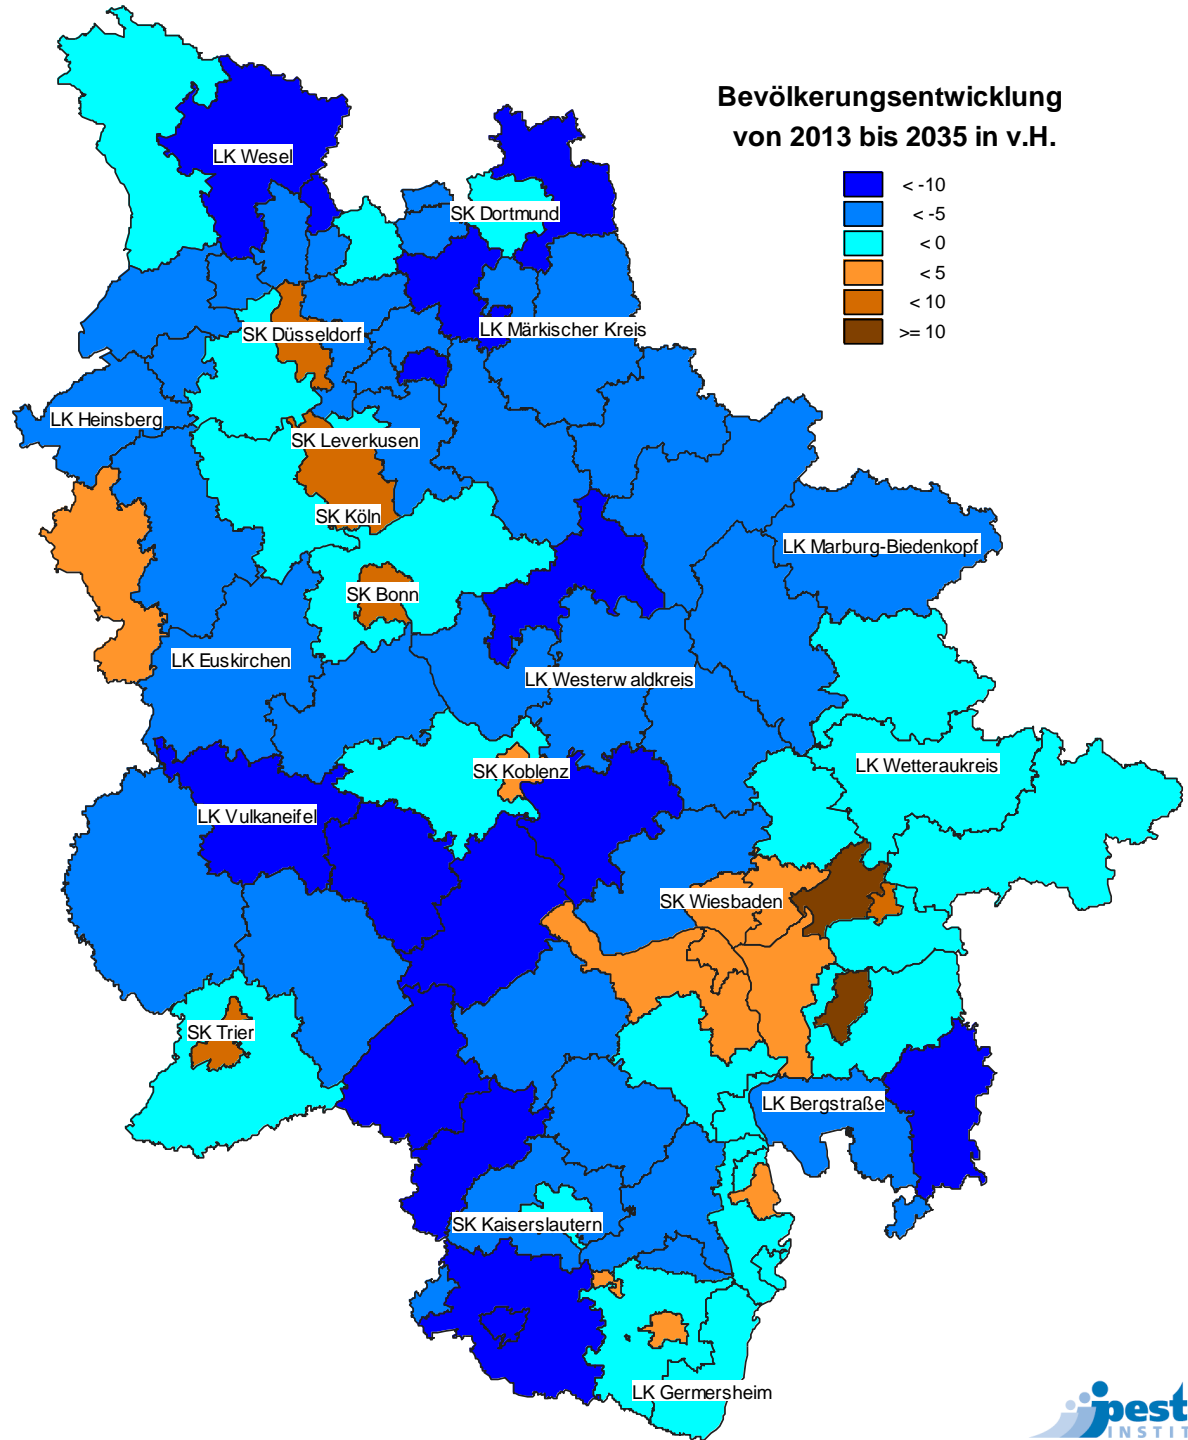 Bevölkerungsentwicklung
von 2013 bis 2035 in v.H.
< -10
< -5
< 0
< 5
< 10
>= 10
LK Wesel
SK Dortmund
SK Düsseldorf
LK Märkischer Kreis
LK Heinsberg
SK Leverkusen
SK Köln
LK Marburg-Biedenkopf
SK Bonn
LK Euskirchen
LK Westerwaldkreis
SK Koblenz
LK Wetteraukreis
LK Vulkaneifel
SK Wiesbaden
SK Trier
LK Bergstraße
SK Kaiserslautern
LK Germersheim
pest
INSTIT